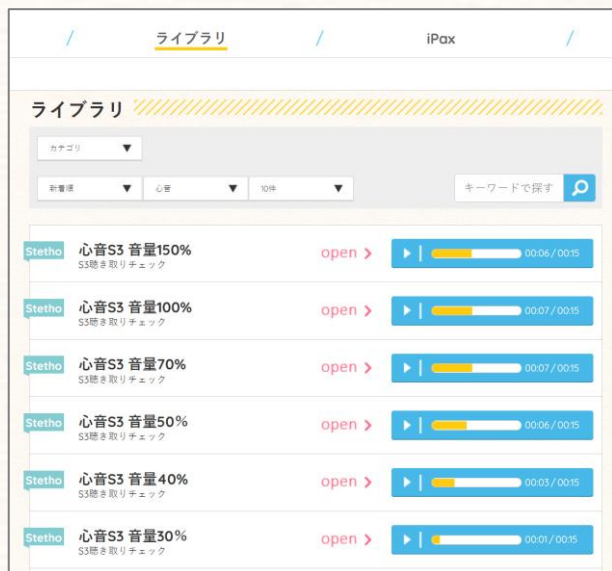 / ライブラリ / iPax /
ライブラリ
カテゴリ ▼
新着順 ▼ 心音 ▼ 10件 ▼ キーワードで探す
Stetho 心音S3 音量150% open > 00:06/00:15
S3聴き取りチェック
Stetho 心音S3 音量100% open > 00:07/00:15
S3聴き取りチェック
Stetho 心音S3 音量70% open > 00:07/00:15
S3聴き取りチェック
Stetho 心音S3 音量50% open > 00:06/00:15
S3聴き取りチェック
Stetho 心音S3 音量40% open > 00:03/00:15
S3聴き取りチェック
Stetho 心音S3 音量30% open > 00:01/00:15
S3聴き取りチェック